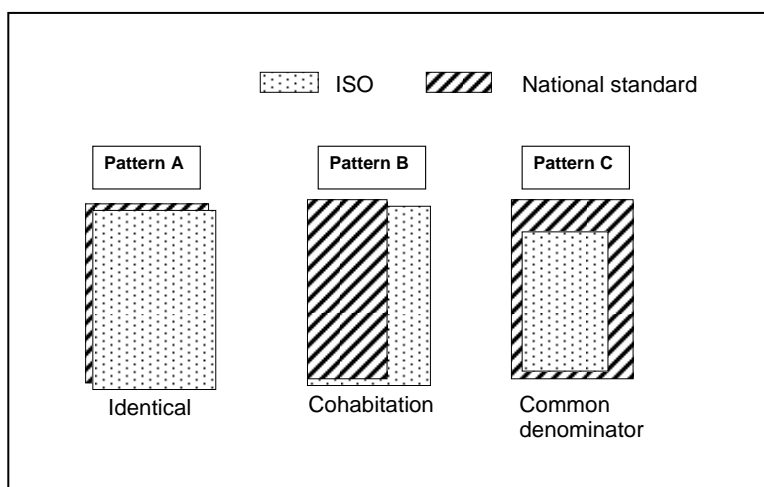 ISO
National standard
Pattern A
Pattern B
Pattern C
Identical
Cohabitation
Common
denominator